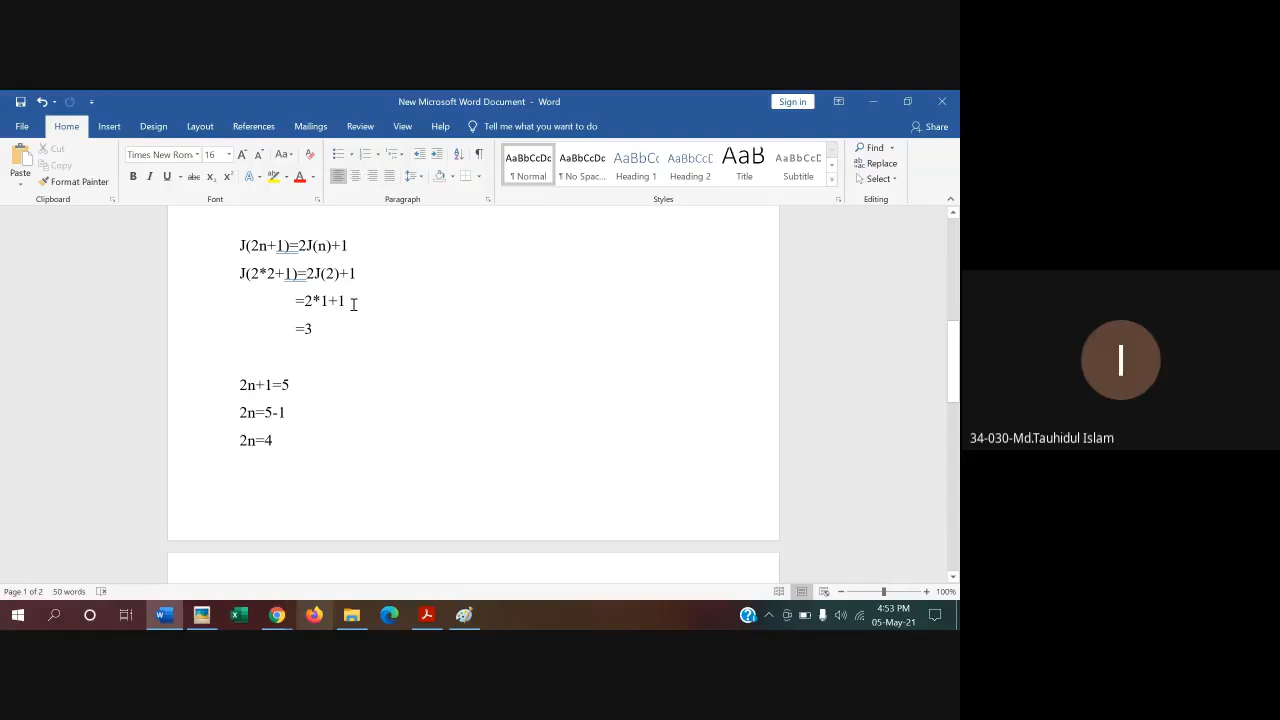 New Microsoft Word Document - Word
Sign in
File Home Insert Design Layout References Mailings Review View Help Tell me what you want to do Share
Paste Cut Copy Format Painter
Clipboard
Times New Rom 16
Font
Paragraph
AaBbCcDc AaBbCcDc AaBbCc AaBbCcD AaB AaBbCcD
¶ Normal ¶ No Spac... Heading 1 Heading 2 Title Subtitle
Styles
Find
Replace
Select
Editing
J(2n+1)=2J(n)+1
J(2*2+1)=2J(2)+1
=2*1+1
=3
2n+1=5
2n=5-1
2n=4
34-030-Md.Tauhidul Islam
I
Page 1 of 2 50 words
100%
4:53 PM
05-May-21